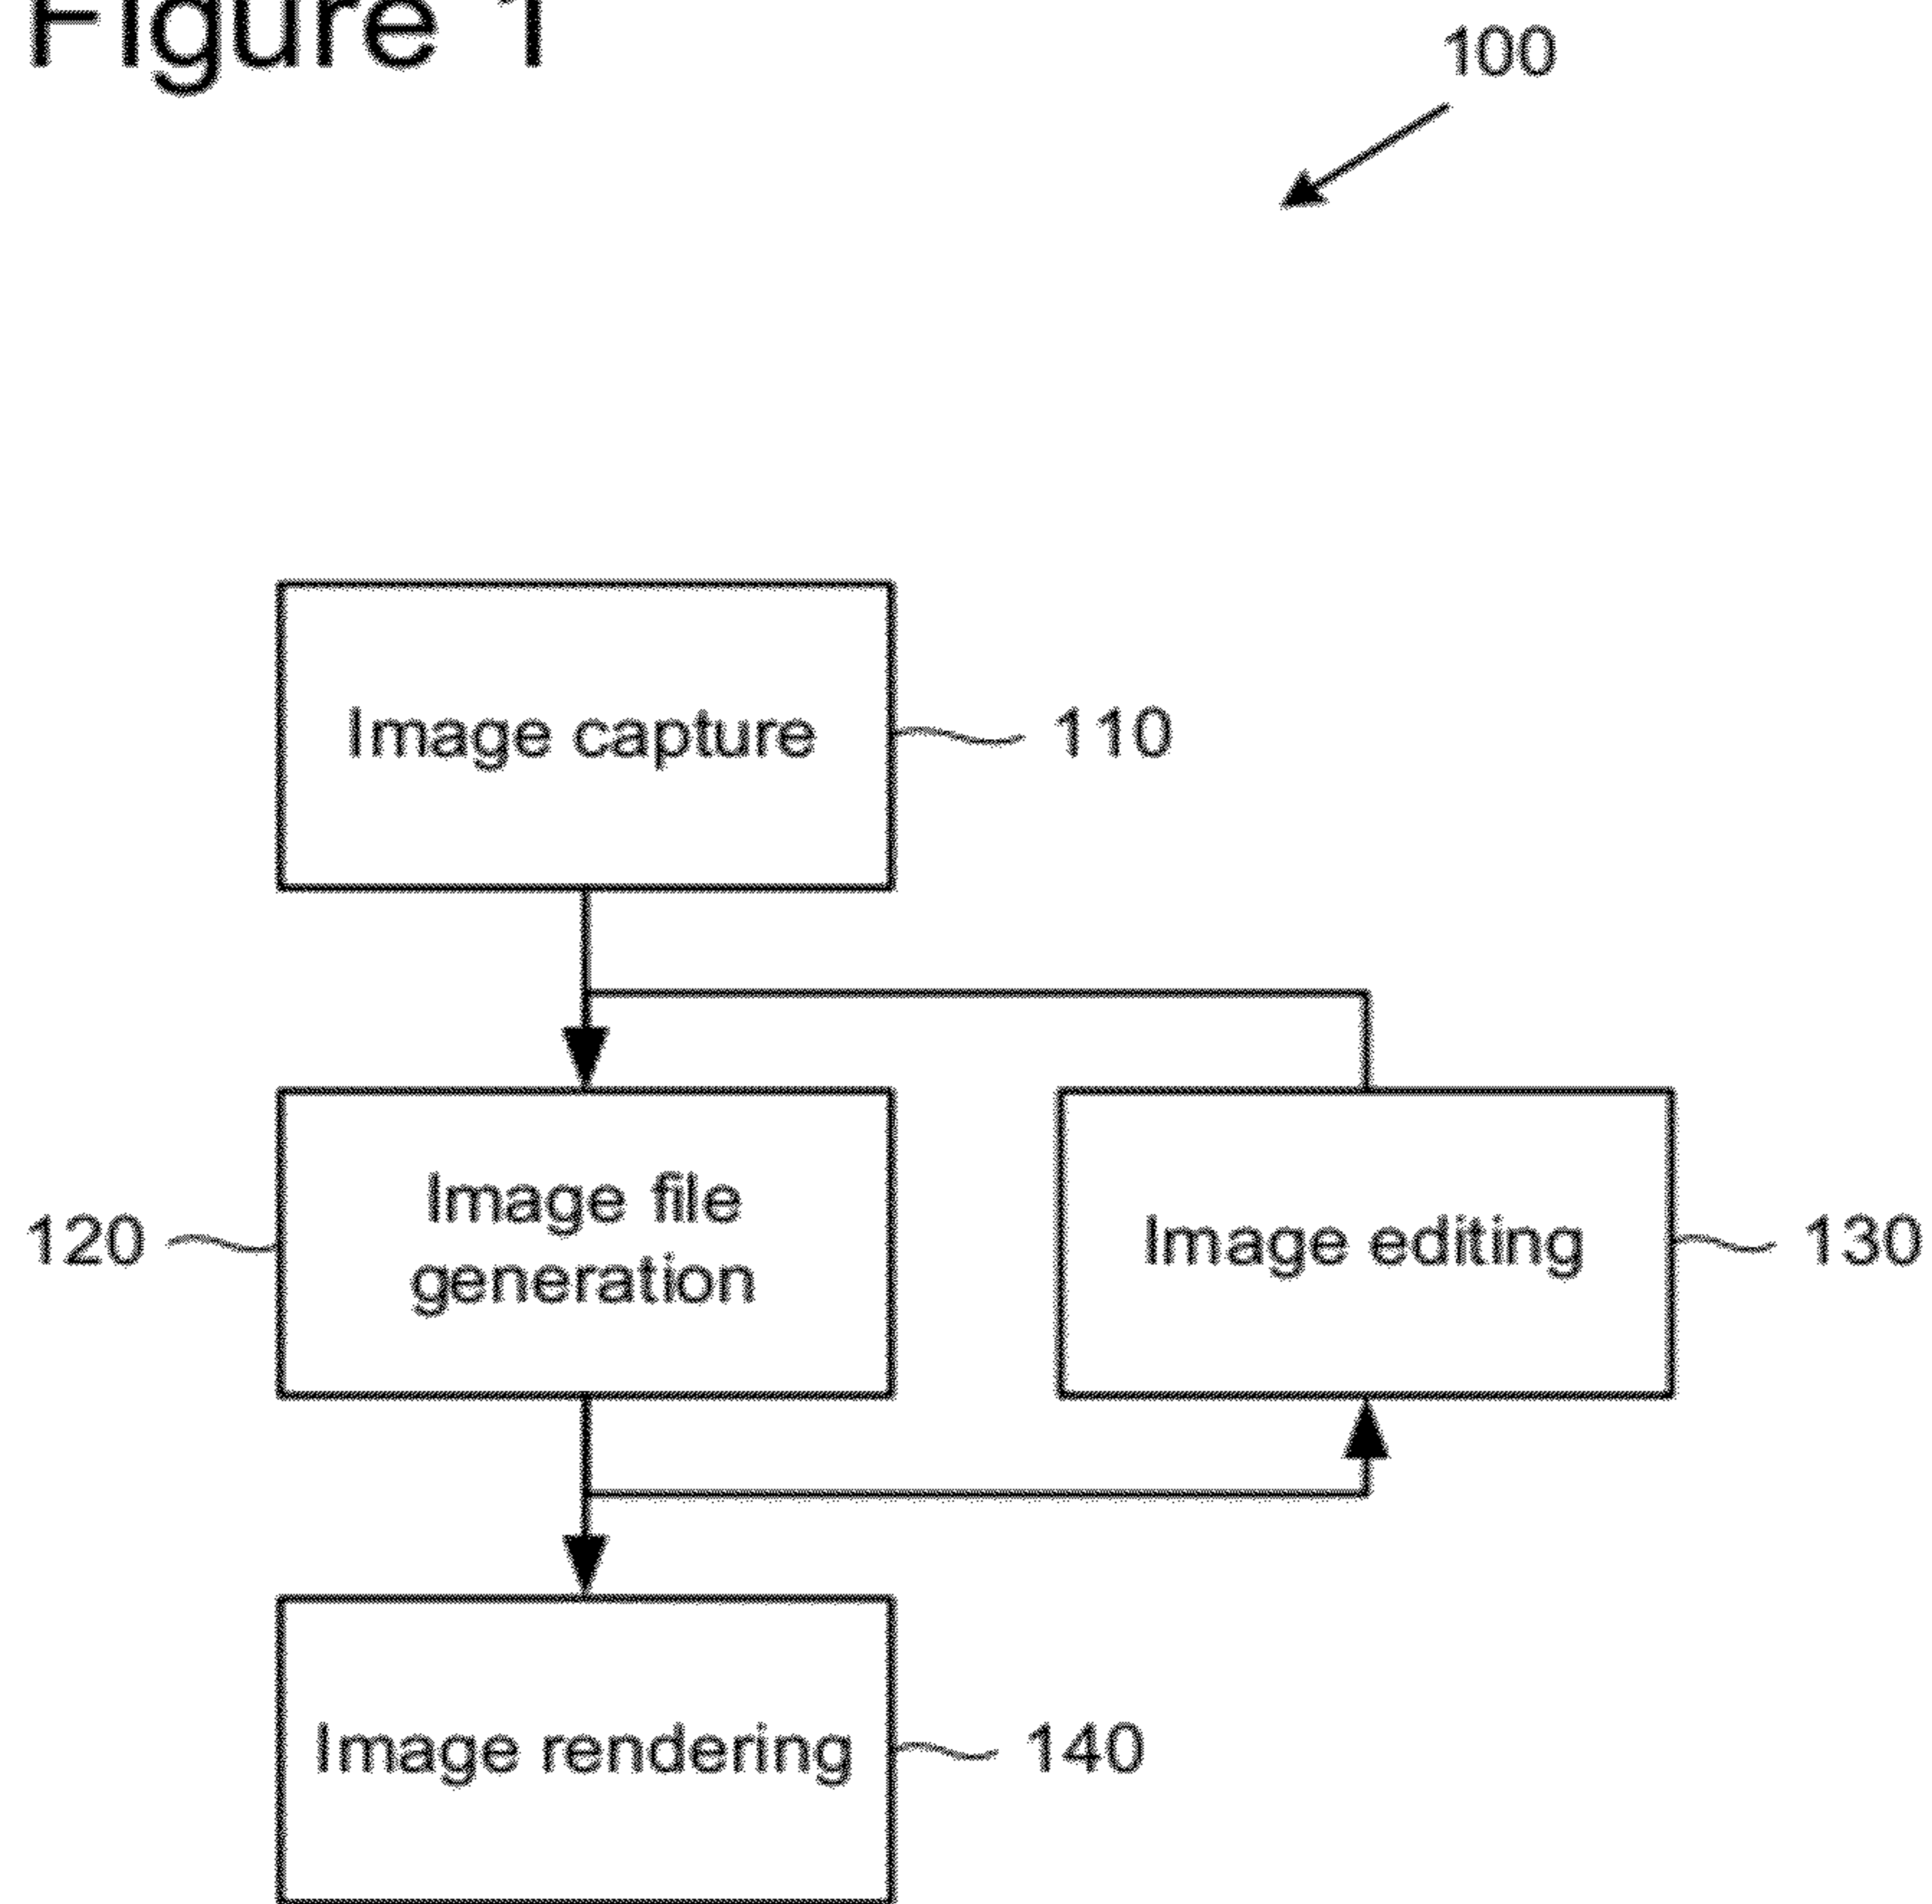 Figure 1
100
Image capture
110
120
Image file
generation
Image editing
130
Image rendering
140